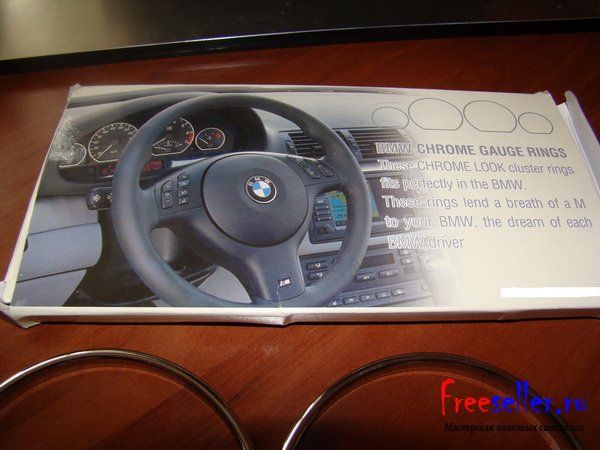 BMW CHROME GAUGE RINGS
These CHROME LOOK cluster rings
fits perfectly in the BMW.
These rings lend a breath of a M
to your BMW, the dream of each
BMW driver
Freeseller.ru
Мастерская полезных самоделок